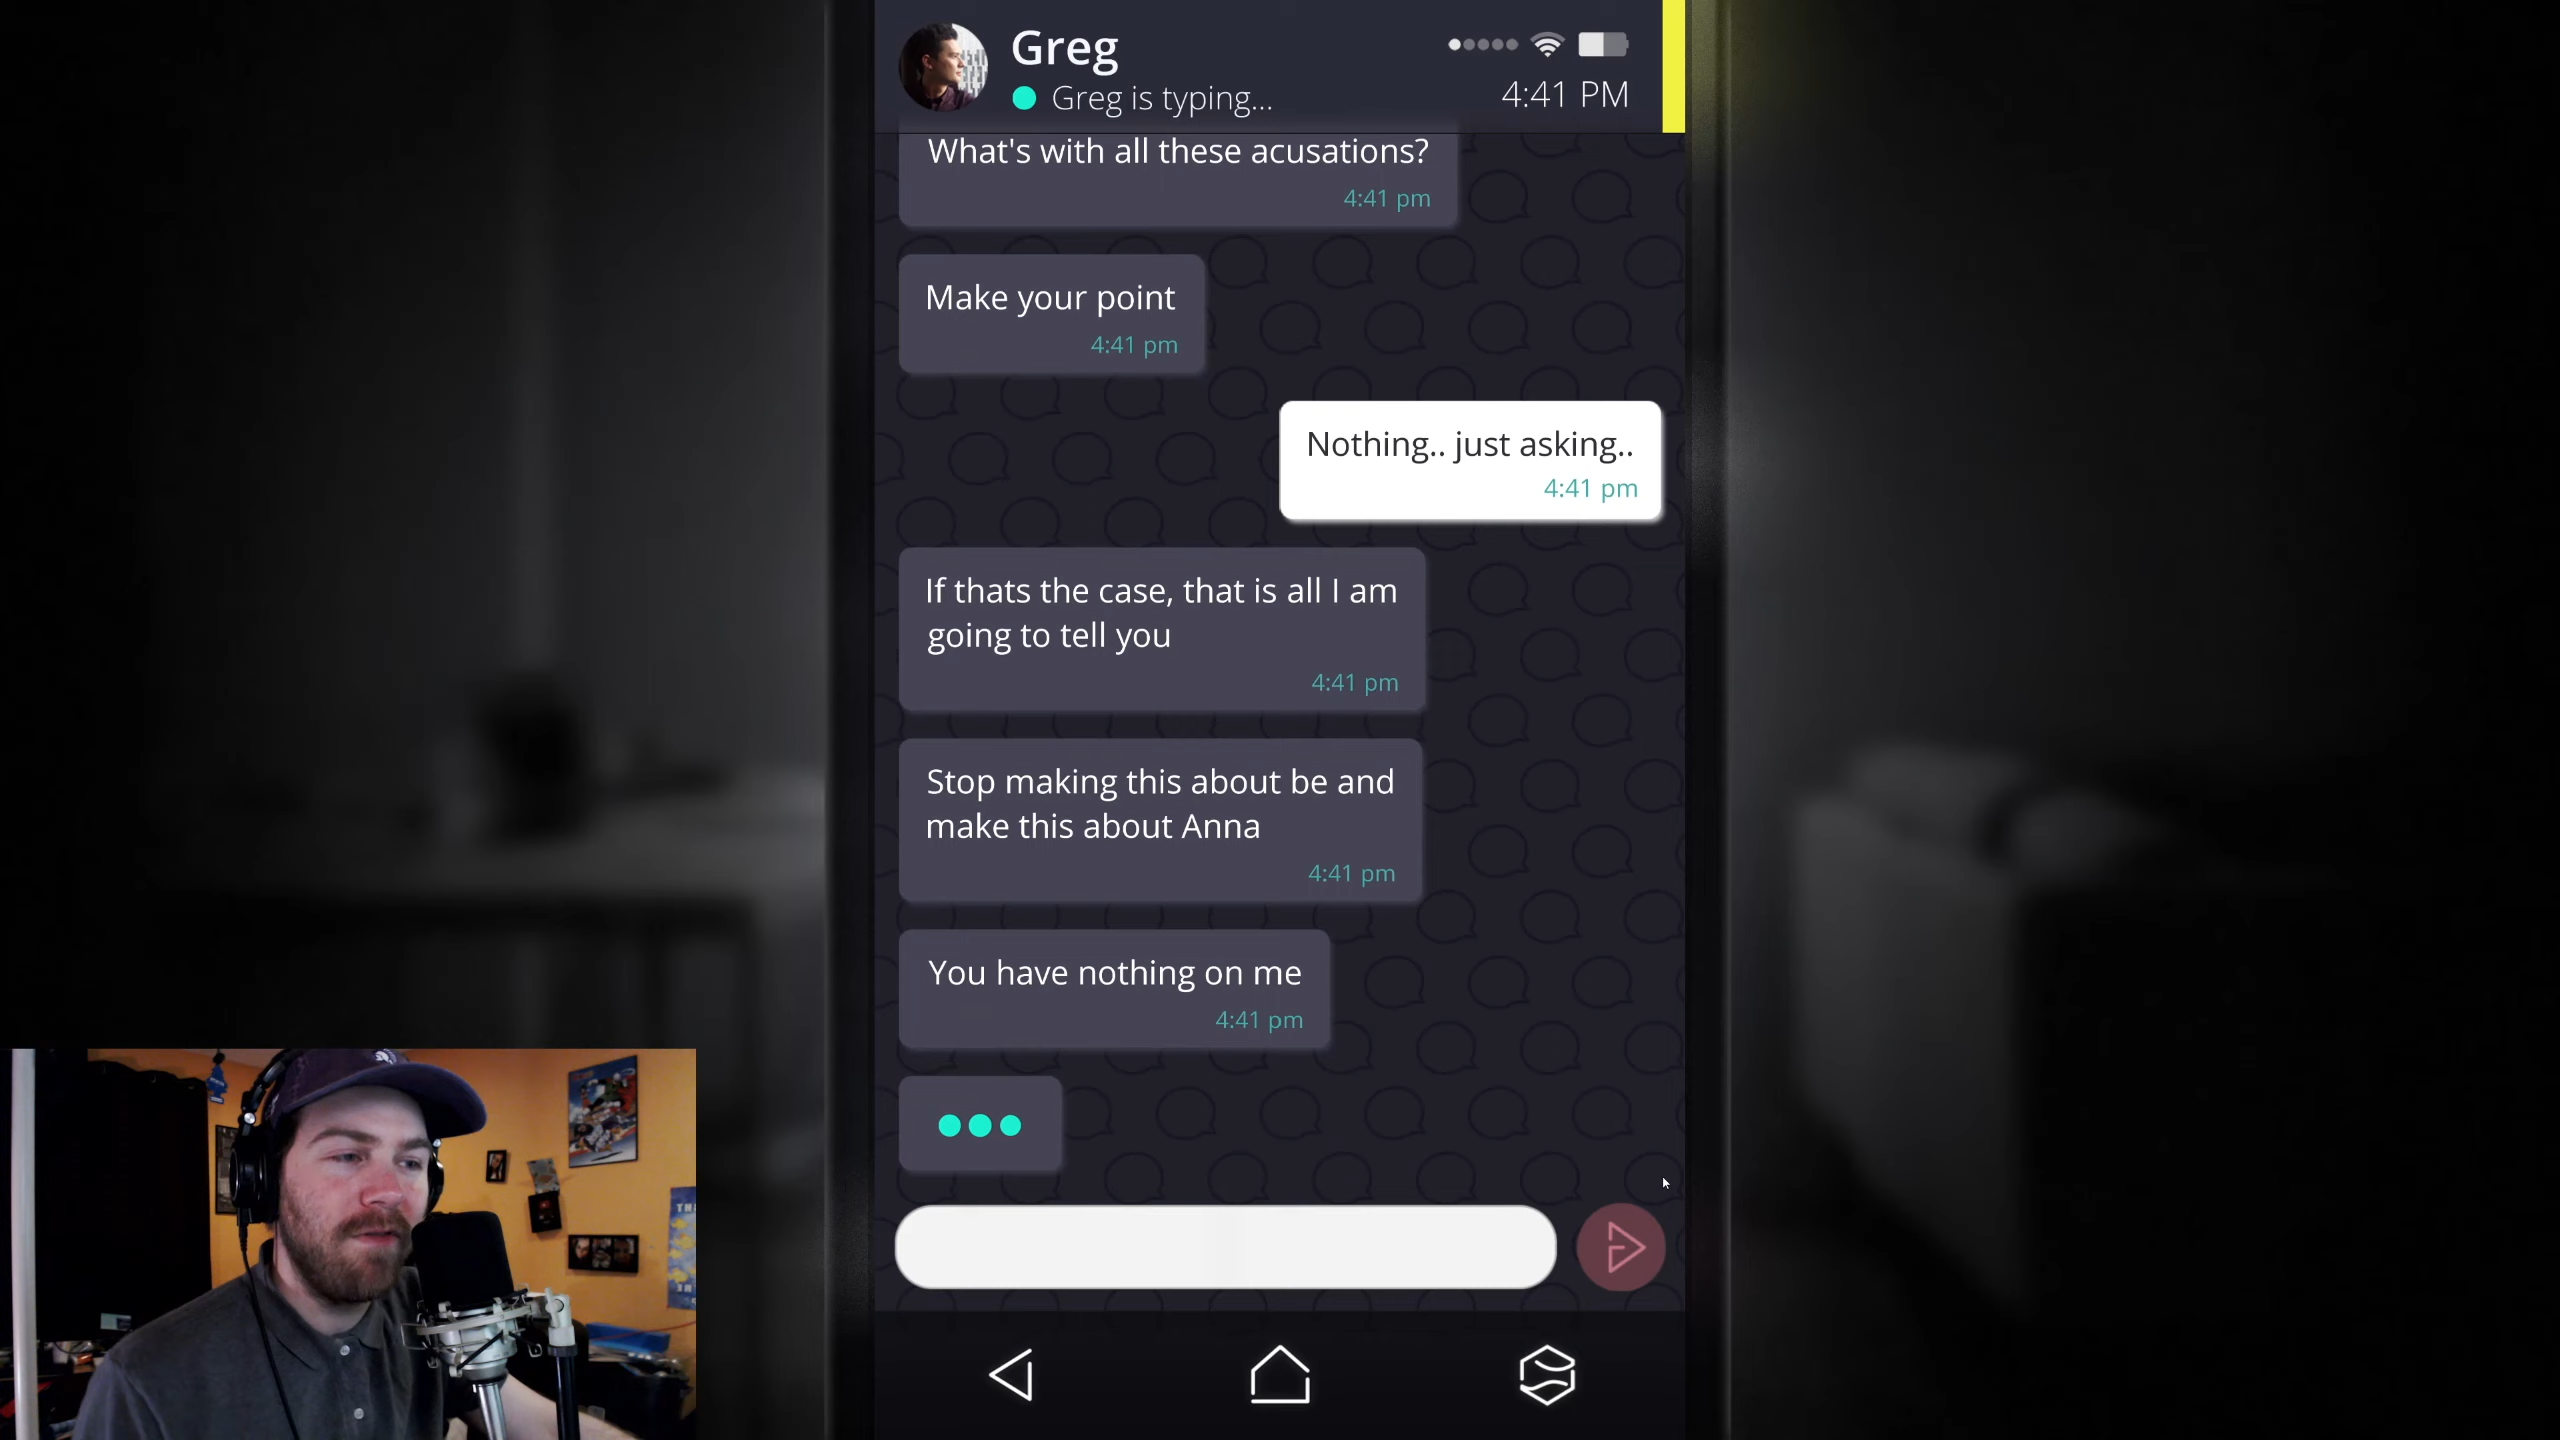 Greg
Greg is typing...
4:41 PM
What's with all these acusations?
4:41 pm
Make your point
4:41 pm
Nothing.. just asking..
4:41 pm
If thats the case, that is all I am
going to tell you
4:41 pm
Stop making this about be and
make this about Anna
4:41 pm
You have nothing on me
4:41 pm